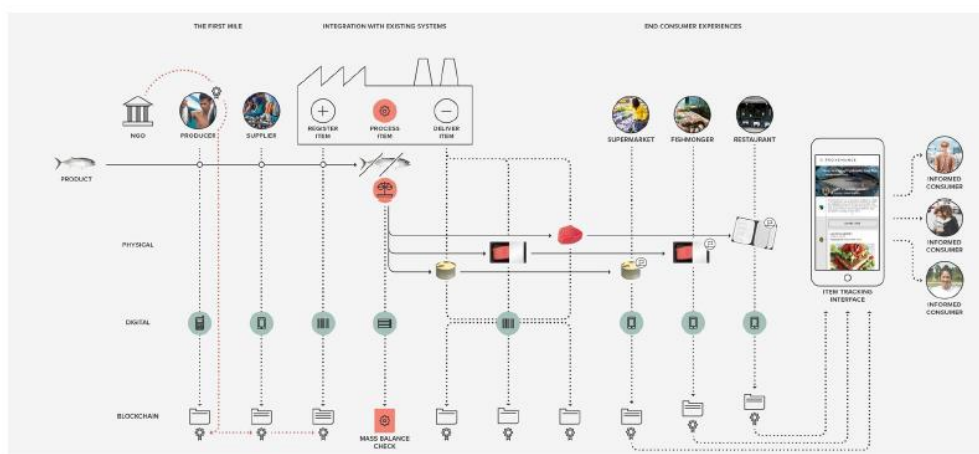 THE FIRST MILE
INTEGRATION WITH EXISTING SYSTEMS
END CONSUMER EXPERIENCES
NGO
PRODUCER
SUPPLIER
REGISTER
ITEM
PROCESS
ITEM
DELIVER
ITEM
SUPERMARKET
FISHMONGER
RESTAURANT
PROVENANCE
INFORMED
CONSUMER
PRODUCT
INFORMED
CONSUMER
PHYSICAL
ITEM TRACKING
INTERFACE
INFORMED
CONSUMER
DIGITAL
BLOCKCHAIN
MASS BALANCE
CHECK